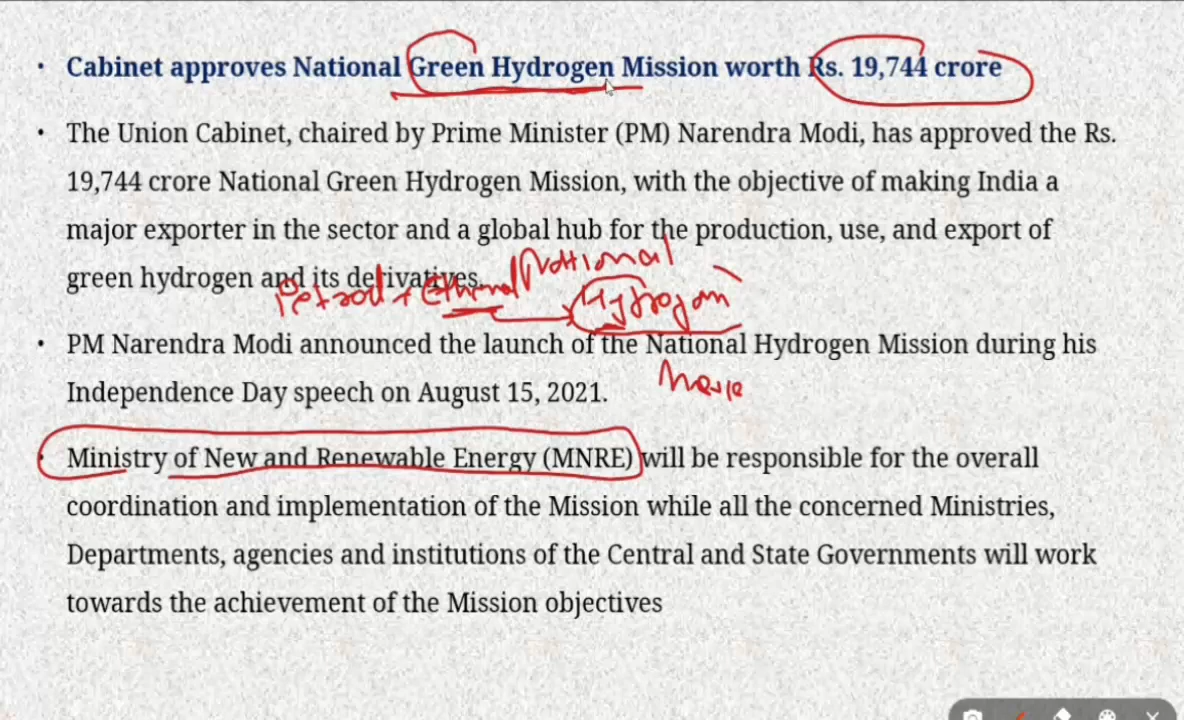 • Cabinet approves National Green Hydrogen Mission worth Rs. 19,744 crore
• The Union Cabinet, chaired by Prime Minister (PM) Narendra Modi, has approved the Rs.
19,744 crore National Green Hydrogen Mission, with the objective of making India a
major exporter in the sector and a global hub for the production, use, and export of
green hydrogen and its derivatives.
National
Petrol + Ethanol
Hydrogen
• PM Narendra Modi announced the launch of the National Hydrogen Mission during his
Independence Day speech on August 15, 2021.
• Ministry of New and Renewable Energy (MNRE) will be responsible for the overall
coordination and implementation of the Mission while all the concerned Ministries,
Departments, agencies and institutions of the Central and State Governments will work
towards the achievement of the Mission objectives